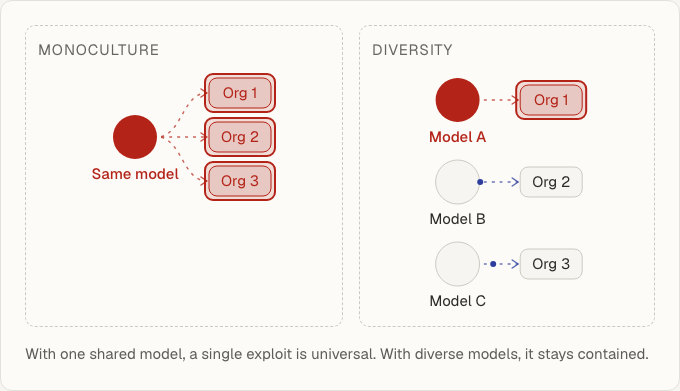 MONOCULTURE
Org 1
Org 2
Same model
Org 3
DIVERSITY
Org 1
Model A
Org 2
Model B
Org 3
Model C
With one shared model, a single exploit is universal. With diverse models, it stays contained.